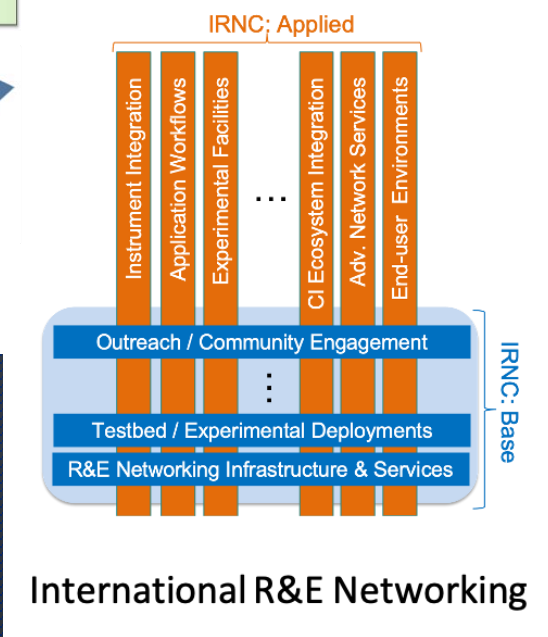 IRNC: Applied
Instrument Integration
Application Workflows
Experimental Facilities
...
CI Ecosystem Integration
Adv. Network Services
End-user Environments
Outreach / Community Engagement
...
Testbed / Experimental Deployments
R&E Networking Infrastructure & Services
IRNC: Base
International R&E Networking